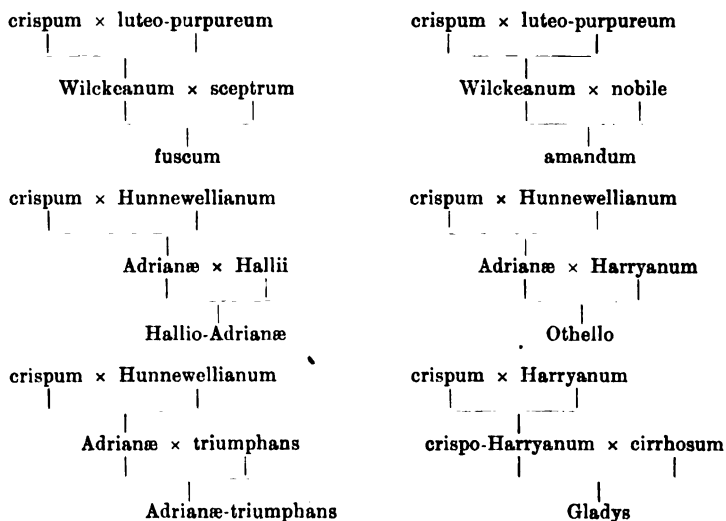 crispum × luteo-purpureum
Wilckcanum × sceptrum
fuscum
crispum × luteo-purpureum
Wilckeanum × nobile
amandum
crispum × Hunnewellianum
Adrianæ × Hallii
Hallio-Adrianæ
crispum × Hunnewellianum
Adrianæ × Harryanum
Othello
crispum × Hunnewellianum
Adrianæ × triumphans
Adrianæ-triumphans
crispum × Harryanum
crispo-Harryanum × cirrhosum
Gladys